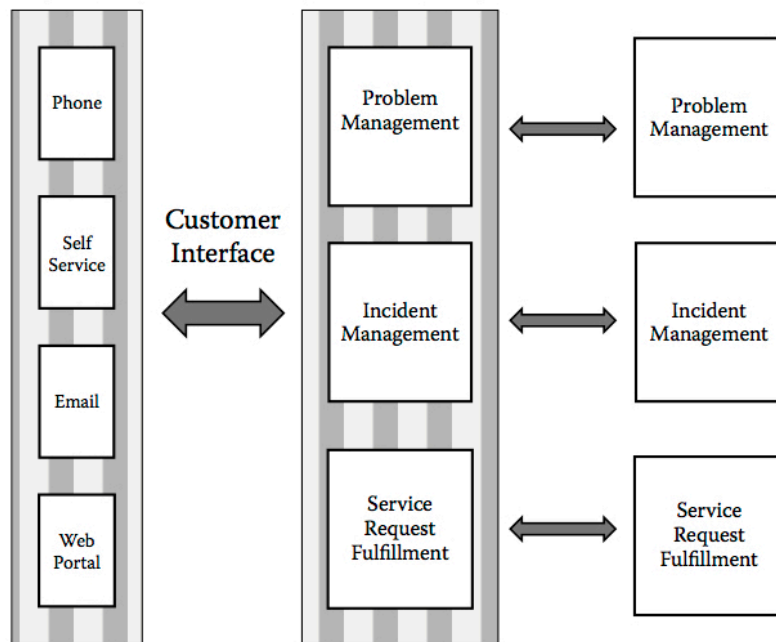 Phone
Self
Service
Email
Web
Portal
Customer
Interface
Problem
Management
Incident
Management
Service
Request
Fulfillment
Problem
Management
Incident
Management
Service
Request
Fulfillment